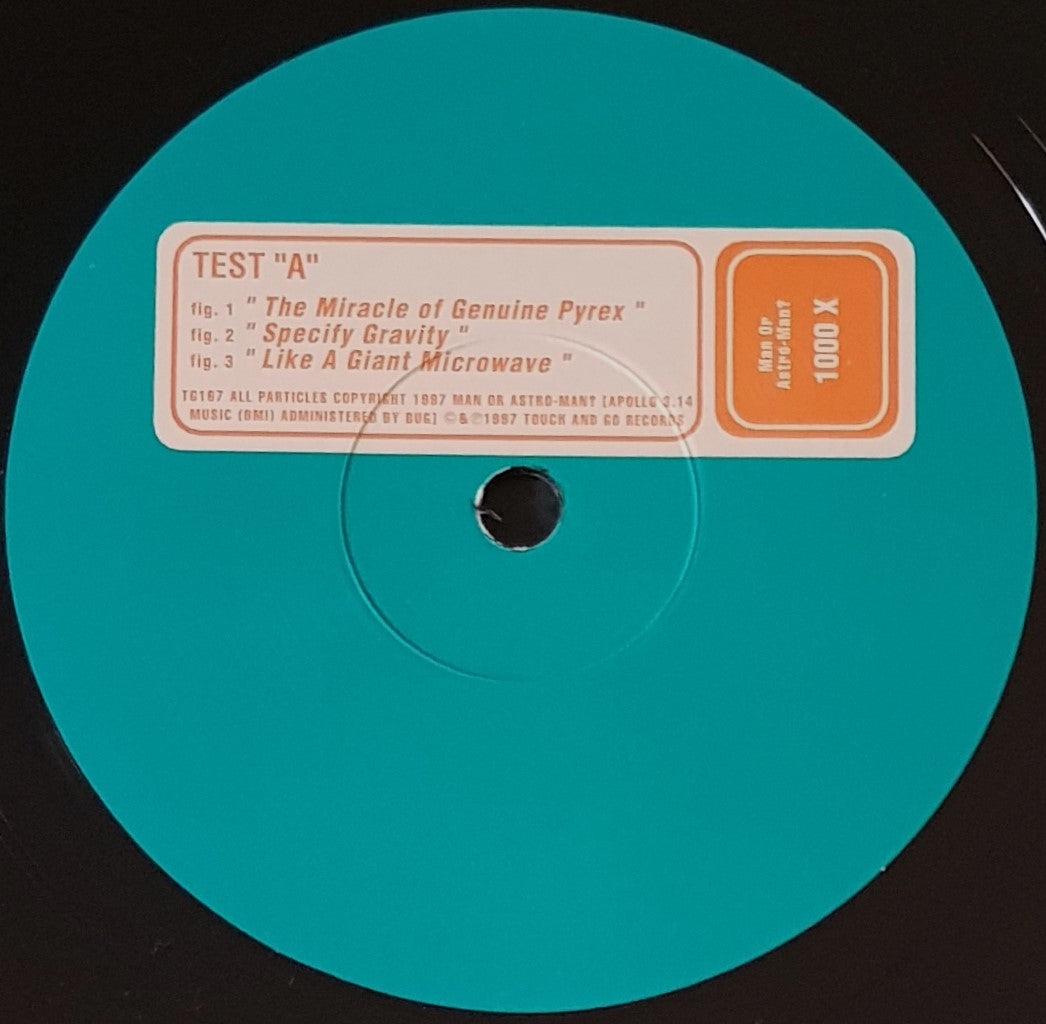 TEST "A"
fig. 1 " The Miracle of Genuine Pyrex "
fig. 2 " Specify Gravity "
fig. 3 " Like A Giant Microwave "
TG167 ALL PARTICLES COPYRIGHT 1997 MAN OR ASTRO-MAN? [APOLLO 3.14
MUSIC (BMI) ADMINISTERED BY BUG] ©&℗1997 TOUCH AND GO RECORDS
Man Or
Astro-Man?
1000 X